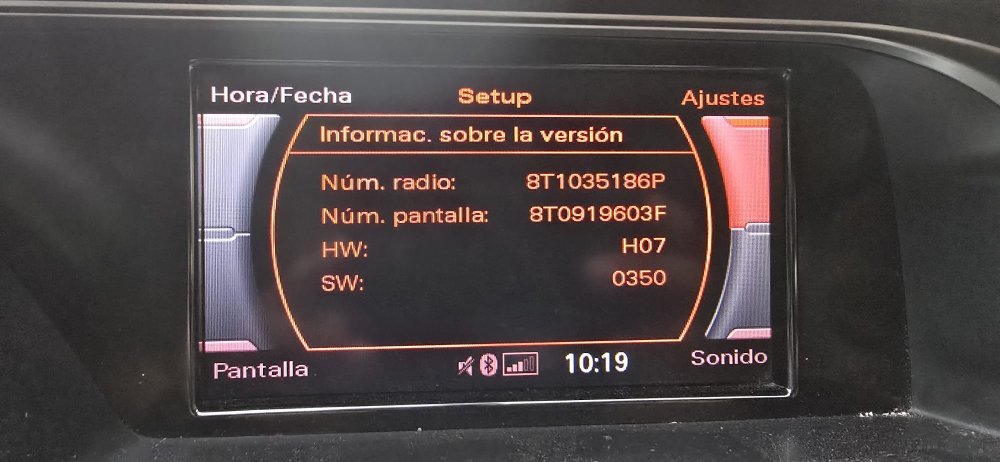 Hora/Fecha Setup Ajustes
Informac. sobre la versión
Núm. radio: 8T1035186P
Núm. pantalla: 8T0919603F
HW: H07
SW: 0350
Pantalla 10:19 Sonido